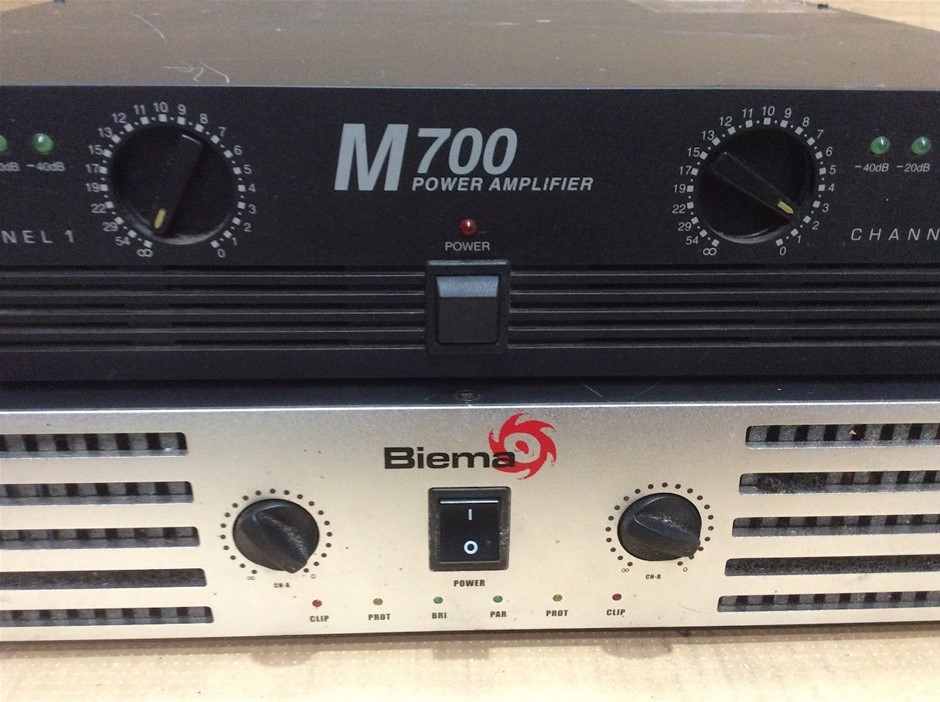 M700
POWER AMPLIFIER
POWER
-40dB
-40dB -20dB
NEL 1
CHANN
∞ 54 29 22 19 17 15 13 12 11 10 9 8 7 6 5 4 3 2 1 0
∞ 54 29 22 19 17 15 13 12 11 10 9 8 7 6 5 4 3 2 1 0
Biema
I
O
POWER
∞ CH-A O
∞ CH-B O
CLIP PROT BRI PAR PROT CLIP